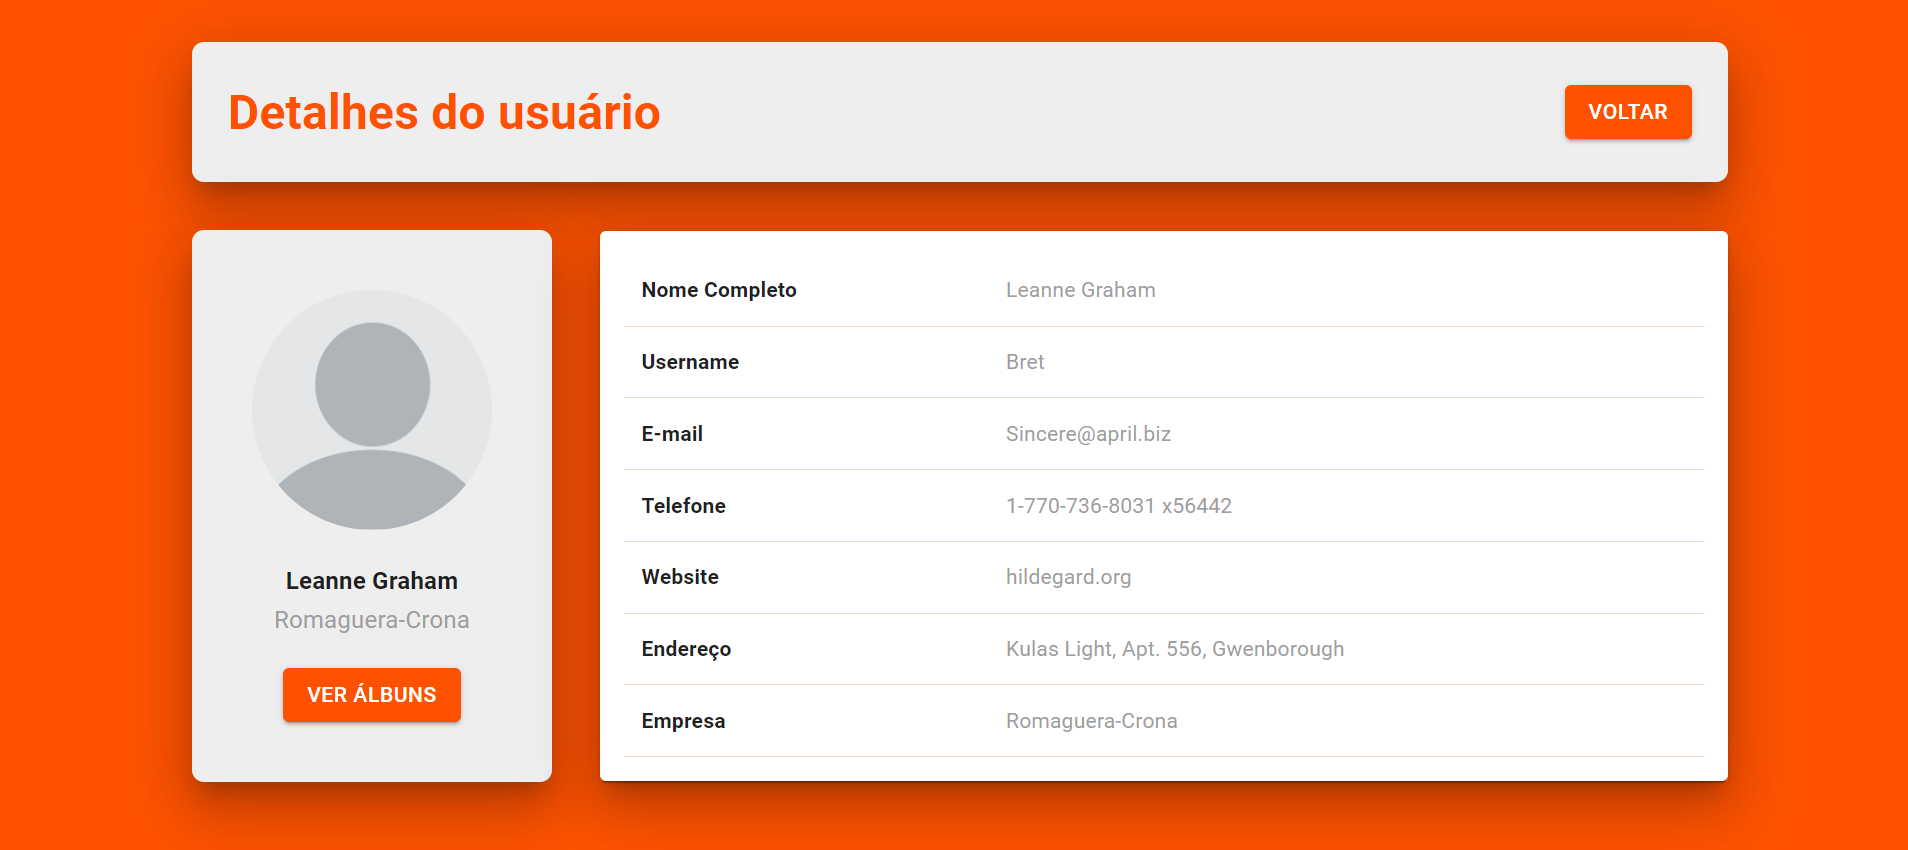 Detalhes do usuário
VOLTAR
Leanne Graham
Romaguera-Crona
VER ÁLBUNS
Nome Completo Leanne Graham
Username Bret
E-mail Sincere@april.biz
Telefone 1-770-736-8031 x56442
Website hildegard.org
Endereço Kulas Light, Apt. 556, Gwenborough
Empresa Romaguera-Crona